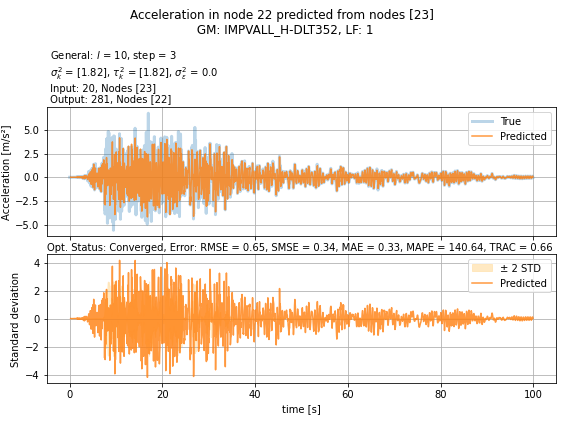 Acceleration in node 22 predicted from nodes [23]
GM: IMPVALL_H-DLT352, LF: 1
General: l = 10, step = 3
σ²ₖ = [1.82], τ²ₖ = [1.82], σ²ε = 0.0
Input: 20, Nodes [23]
Output: 281, Nodes [22]
Acceleration [m/s²]
5.0
2.5
0.0
−2.5
−5.0
True
Predicted
Opt. Status: Converged, Error: RMSE = 0.65, SMSE = 0.34, MAE = 0.33, MAPE = 140.64, TRAC = 0.66
Standard deviation
4
2
0
−2
−4
± 2 STD
Predicted
0 20 40 60 80 100
time [s]